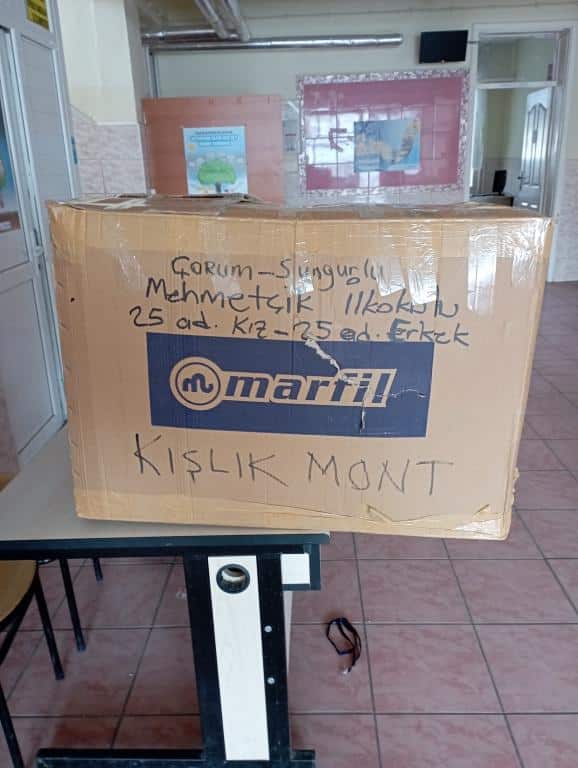 Çorum - Sungurlu
Mehmetçik İlkokulu
25 ad. Kız - 25 ad. Erkek
marfil
KIŞLIK MONT